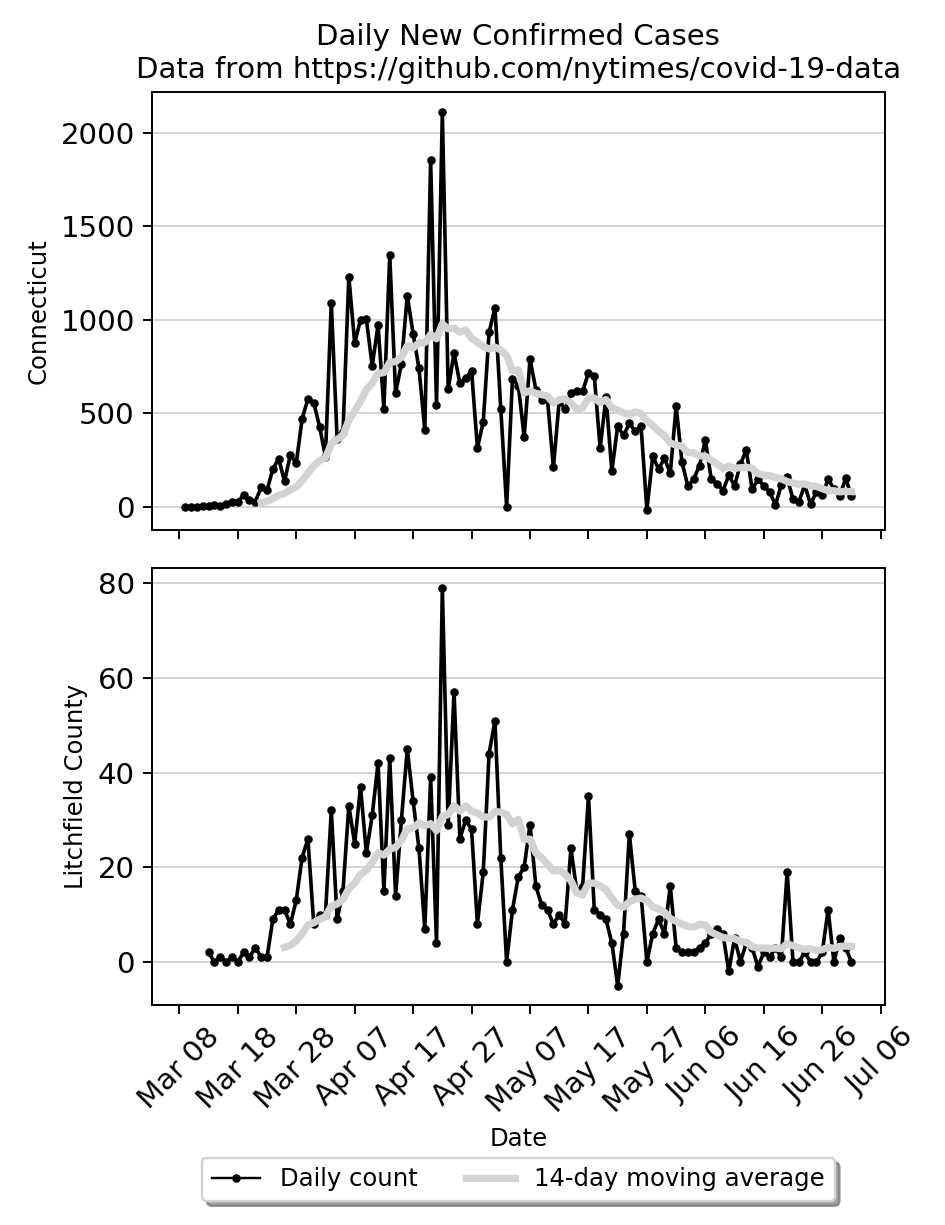 Daily New Confirmed Cases
Data from https://github.com/nytimes/covid-19-data
2000
1500
1000
500
0
Connecticut
80
60
40
20
0
Litchfield County
Mar 08
Mar 18
Mar 28
Apr 07
Apr 17
Apr 27
May 07
May 17
May 27
Jun 06
Jun 16
Jun 26
Jul 06
Date
Daily count
14-day moving average